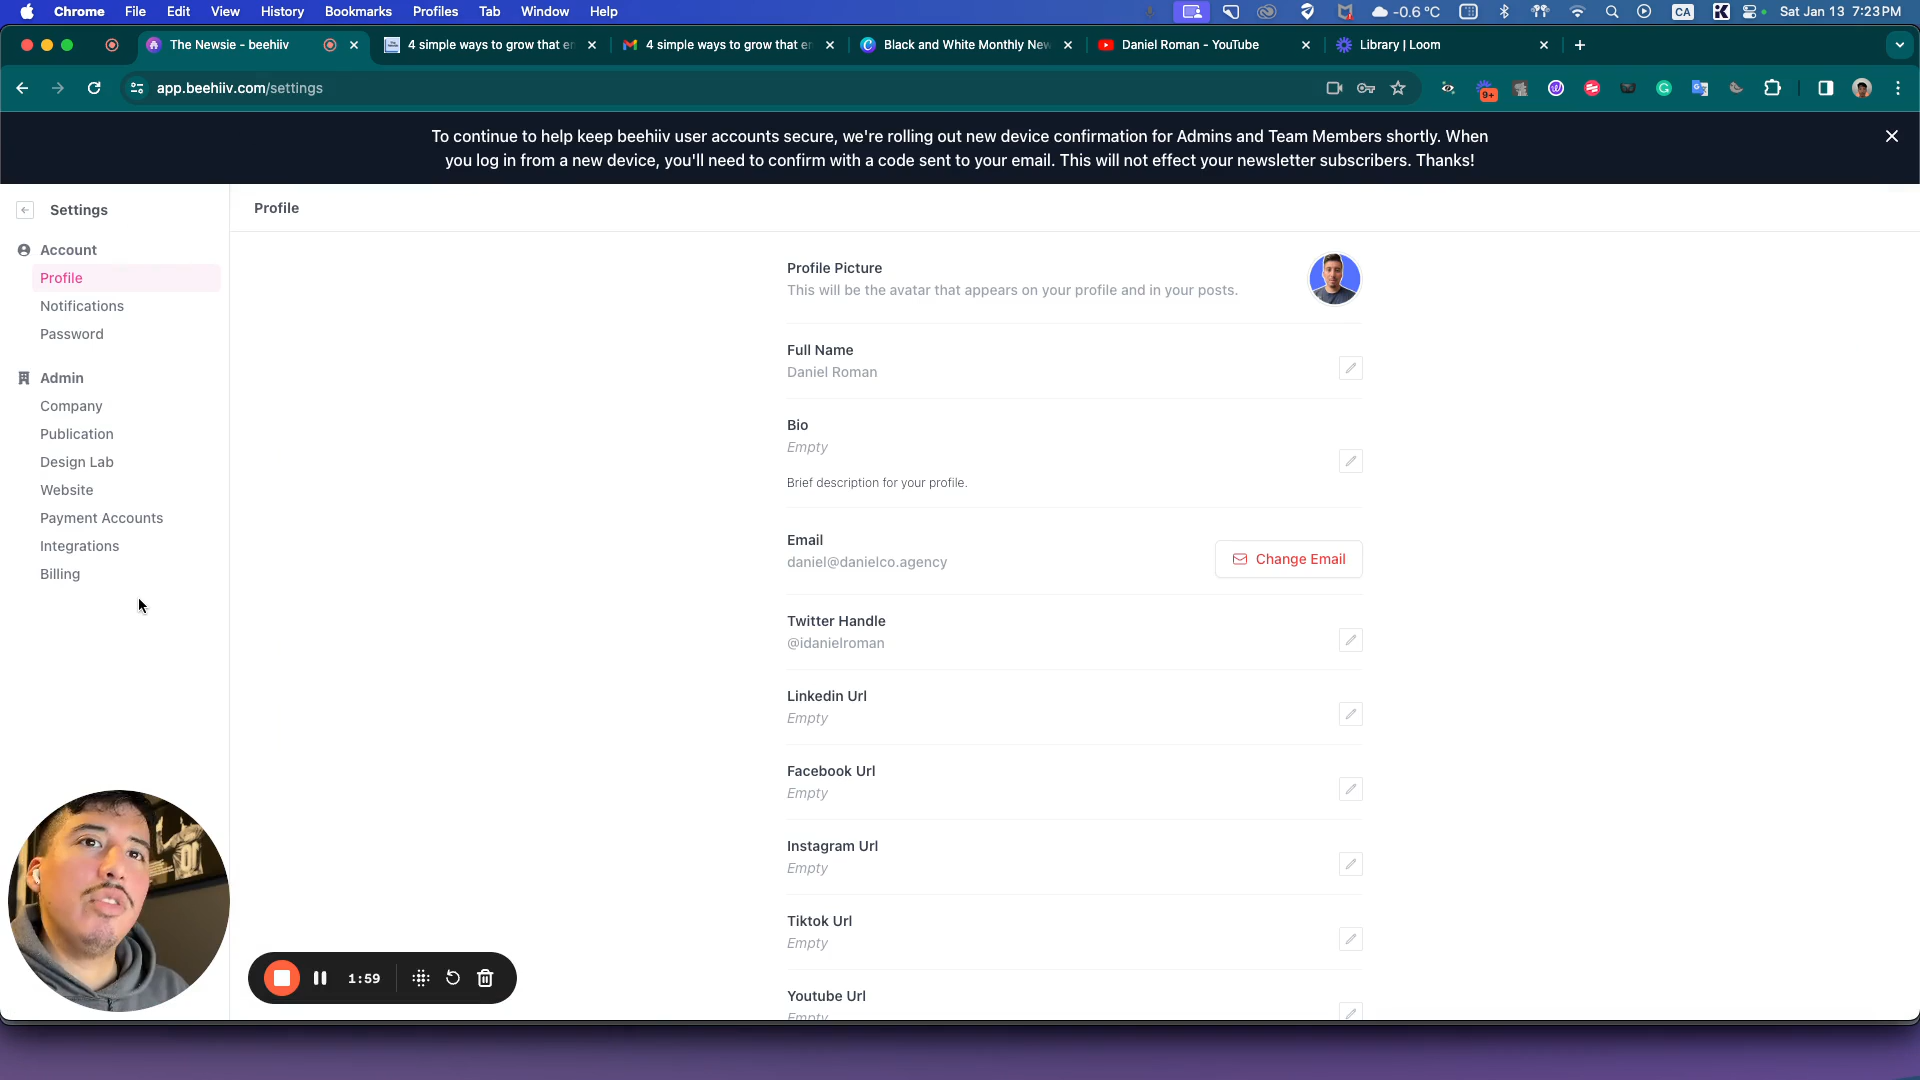 Chrome File Edit View History Bookmarks Profiles Tab Window Help -0.6 °C CA Sat Jan 13 7:23 PM
The Newsie - beehiiv 4 simple ways to grow that er 4 simple ways to grow that er Black and White Monthly New Daniel Roman - YouTube Library | Loom
app.beehiiv.com/settings 9+
To continue to help keep beehiiv user accounts secure, we're rolling out new device confirmation for Admins and Team Members shortly. When
you log in from a new device, you'll need to confirm with a code sent to your email. This will not effect your newsletter subscribers. Thanks!
Settings
Account
Profile
Notifications
Password
Admin
Company
Publication
Design Lab
Website
Payment Accounts
Integrations
Billing
Profile
Profile Picture
This will be the avatar that appears on your profile and in your posts.
Full Name
Daniel Roman
Bio
Empty
Brief description for your profile.
Email
daniel@danielco.agency
Change Email
Twitter Handle
@idanielroman
Linkedin Url
Empty
Facebook Url
Empty
Instagram Url
Empty
Tiktok Url
Empty
Youtube Url
Empty
1:59